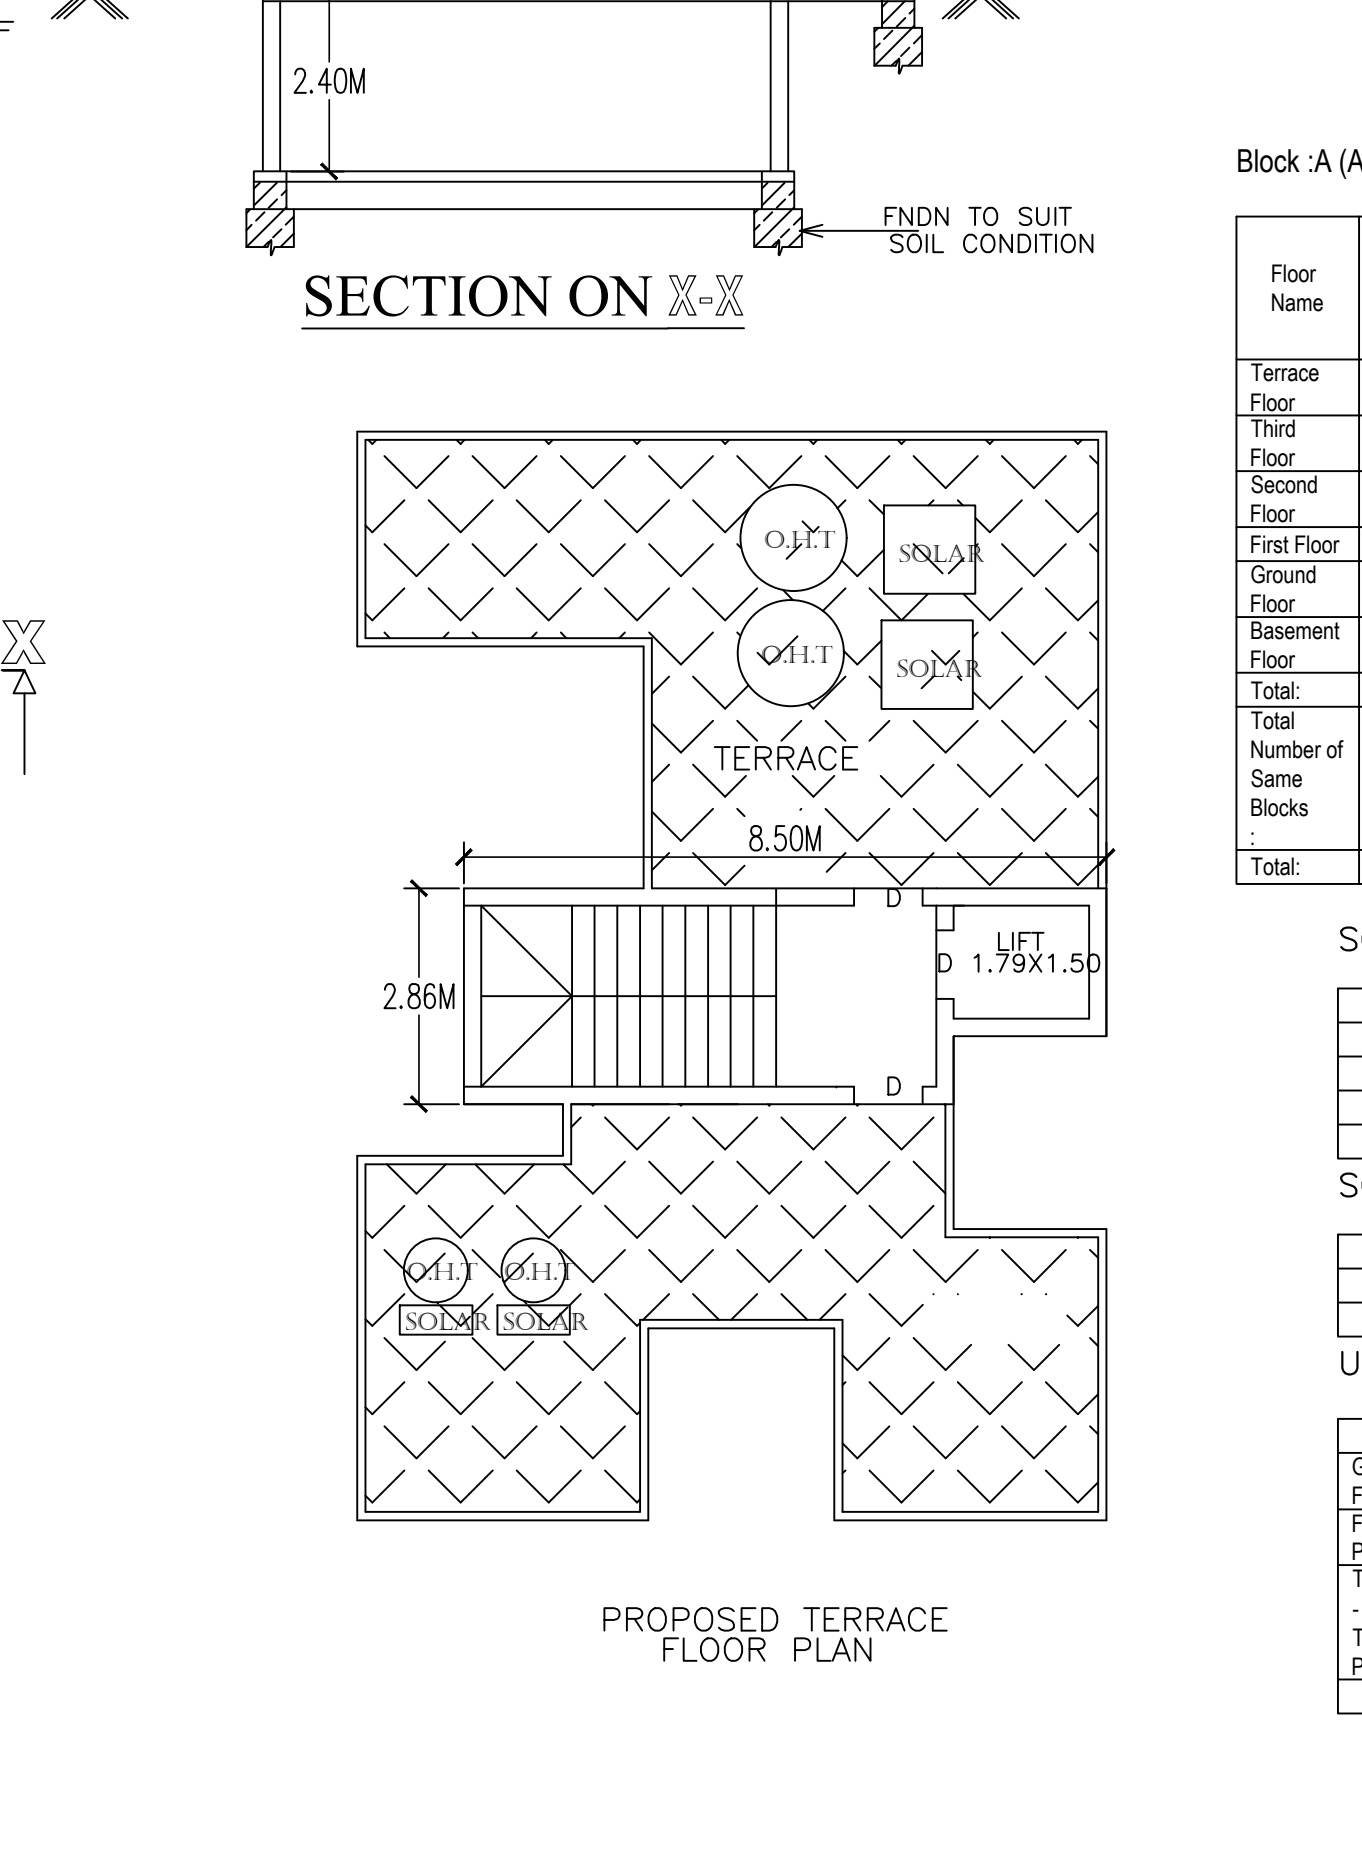 2.40M
FNDN TO SUIT
SOIL CONDITION
SECTION ON X-X
X
O.H.T
SOLAR
O.H.T
SOLAR
TERRACE
8.50M
D
LIFT
D 1.79X1.50
2.86M
D
O.H.T O.H.T
SOLAR SOLAR
PROPOSED TERRACE
FLOOR PLAN
Block :A (A
Floor
Name
Terrace
Floor
Third
Floor
Second
Floor
First Floor
Ground
Floor
Basement
Floor
Total:
Total
Number of
Same
Blocks
:
Total: